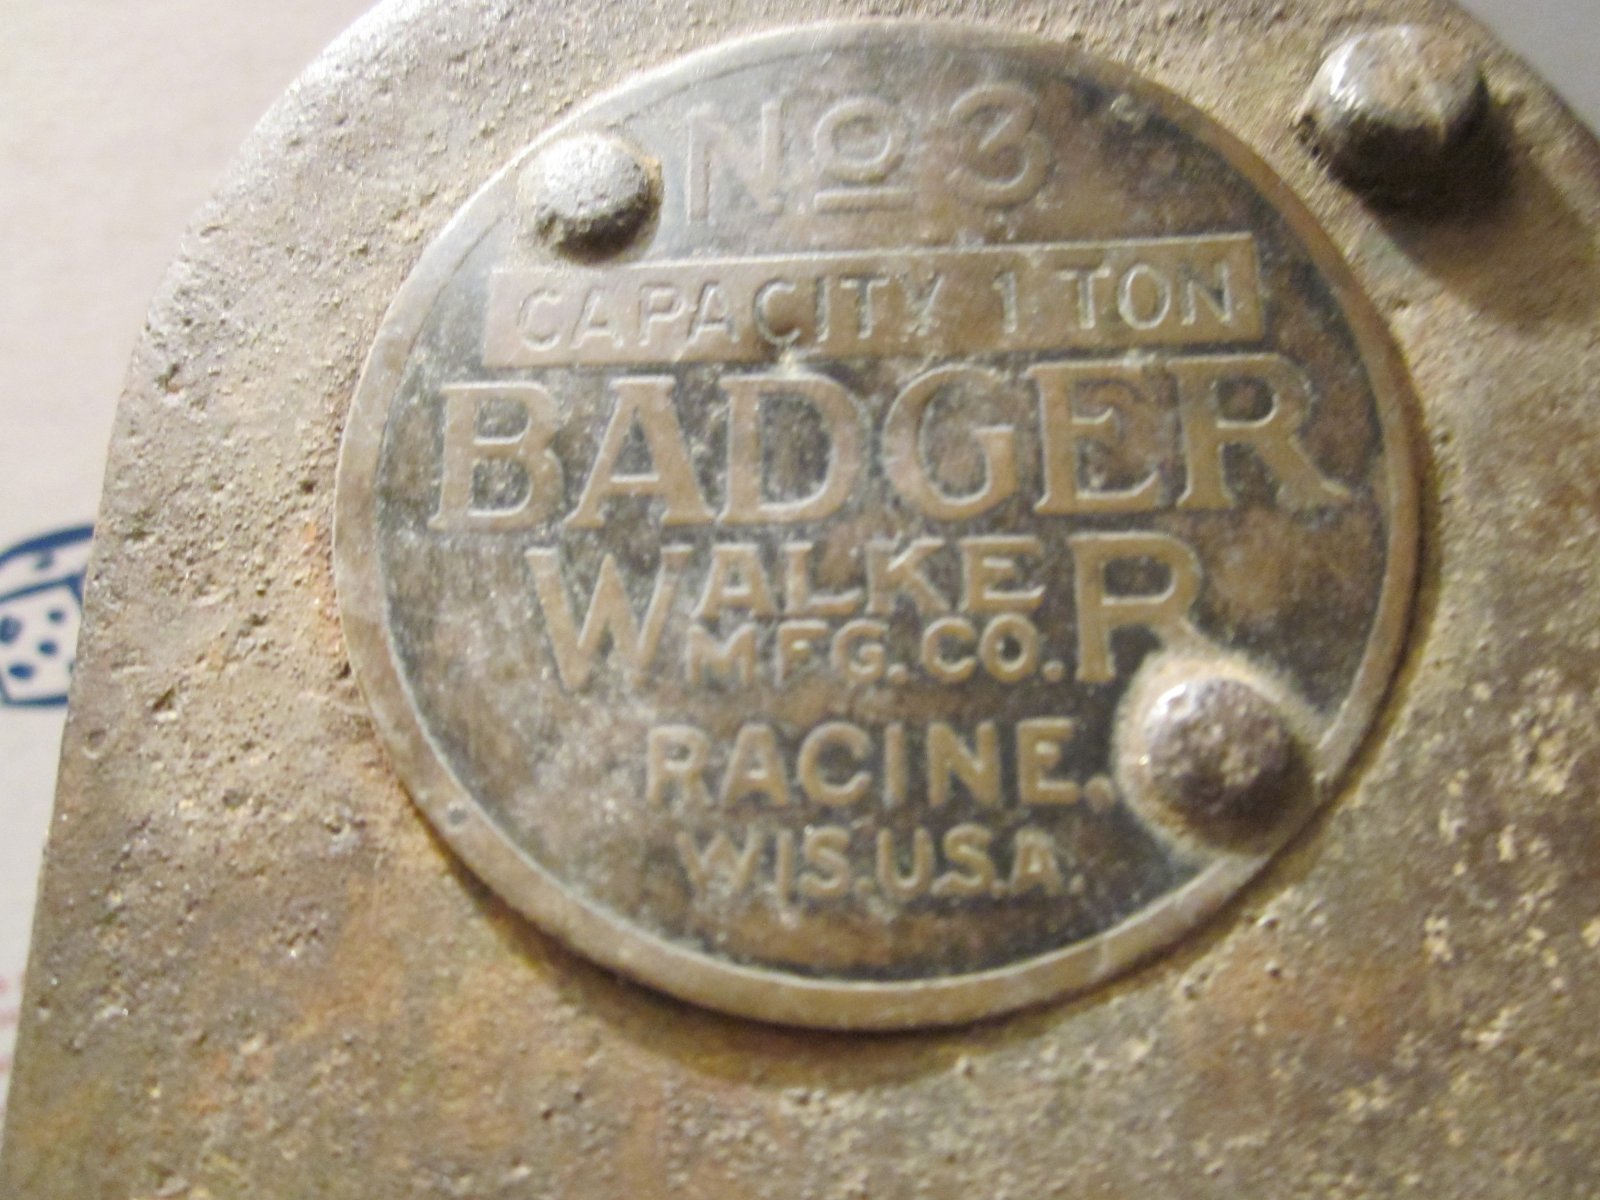 No 3
CAPACITY 1 TON
BADGER
WALKER
MFG. CO.
RACINE,
WIS. U.S.A.